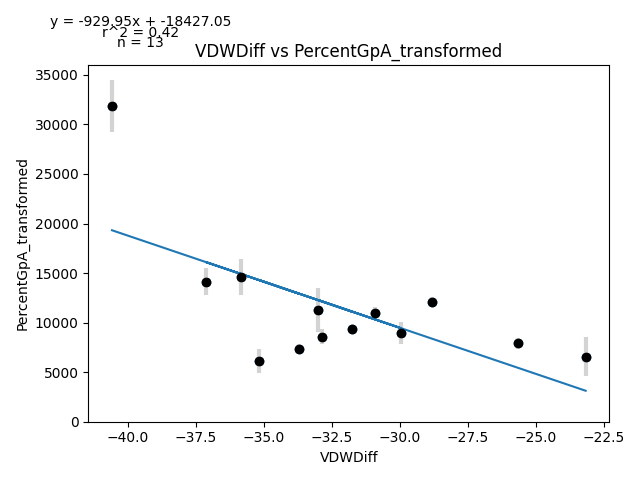 y = -929.95x + -18427.05
r^2 = 0.42
n = 13
VDWDiff vs PercentGpA_transformed
35000
30000
25000
20000
15000
10000
5000
0
PercentGpA_transformed
−40.0 −37.5 −35.0 −32.5 −30.0 −27.5 −25.0 −22.5
VDWDiff